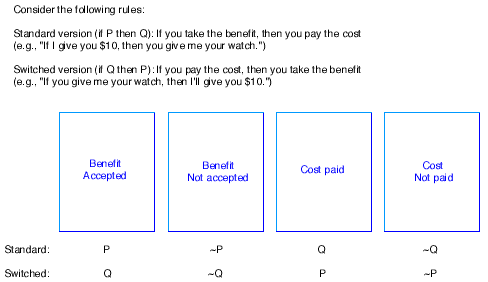 Consider the following rules:
Standard version (if P then Q): If you take the benefit, then you pay the cost
(e.g., "If I give you $10, then you give me your watch.")
Switched version (if Q then P): If you pay the cost, then you take the benefit
(e.g., "If you give me your watch, then I'll give you $10.")
Benefit
Accepted
Benefit
Not accepted
Cost paid
Cost
Not paid
Standard: P ~P Q ~Q
Switched: Q ~Q P ~P